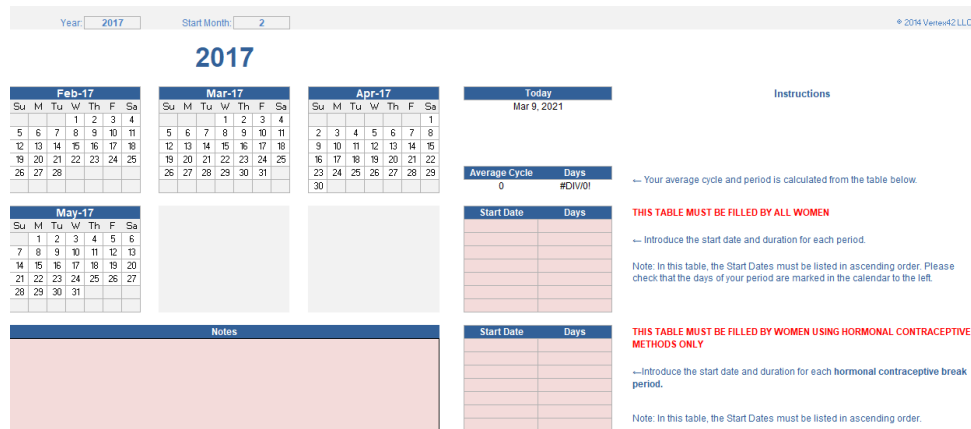 Year: 2017 Start Month: 2 © 2014 Vertex42 LLC
2017
Feb-17 Mar-17 Apr-17 Today Instructions
Su M Tu W Th F Sa Su M Tu W Th F Sa Su M Tu W Th F Sa Mar 9, 2021
1 2 3 4 1 2 3 4 1
5 6 7 8 9 10 11 5 6 7 8 9 10 11 2 3 4 5 6 7 8
12 13 14 15 16 17 18 12 13 14 15 16 17 18 9 10 11 12 13 14 15
19 20 21 22 23 24 25 19 20 21 22 23 24 25 16 17 18 19 20 21 22
26 27 28 26 27 28 29 30 31 23 24 25 26 27 28 29
30
Average Cycle Days
0 #DIV/0!
← Your average cycle and period is calculated from the table below.
May-17
Su M Tu W Th F Sa
1 2 3 4 5 6
7 8 9 10 11 12 13
14 15 16 17 18 19 20
21 22 23 24 25 26 27
28 29 30 31
Start Date Days
THIS TABLE MUST BE FILLED BY ALL WOMEN
← Introduce the start date and duration for each period.
Note: In this table, the Start Dates must be listed in ascending order. Please
check that the days of your period are marked in the calendar to the left.
Notes
Start Date Days
THIS TABLE MUST BE FILLED BY WOMEN USING HORMONAL CONTRACEPTIVE
METHODS ONLY
←Introduce the start date and duration for each hormonal contraceptive break
period.
Note: In this table, the Start Dates must be listed in ascending order.